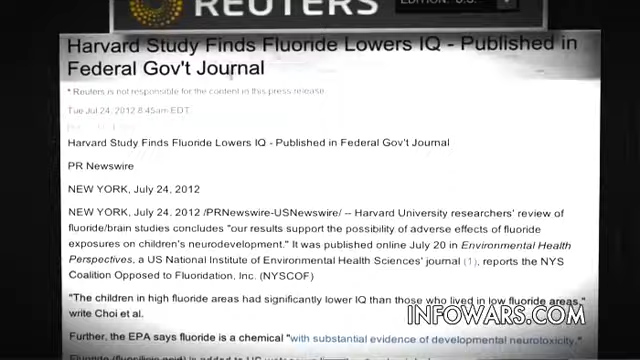 REUTERS
EDITION: U.S.
Harvard Study Finds Fluoride Lowers IQ - Published in
Federal Gov't Journal
* Reuters is not responsible for the content in this press release.
Tue Jul 24, 2012 8:45am EDT
Harvard Study Finds Fluoride Lowers IQ - Published in Federal Gov't Journal
PR Newswire
NEW YORK, July 24, 2012
NEW YORK, July 24, 2012 /PRNewswire-USNewswire/ -- Harvard University researchers' review of
fluoride/brain studies concludes "our results support the possibility of adverse effects of fluoride
exposures on children's neurodevelopment." It was published online July 20 in Environmental Health
Perspectives, a US National Institute of Environmental Health Sciences' journal (1), reports the NYS
Coalition Opposed to Fluoridation, Inc. (NYSCOF)
"The children in high fluoride areas had significantly lower IQ than those who lived in low fluoride areas,"
write Choi et al.
INFOWARS.COM
Further, the EPA says fluoride is a chemical "with substantial evidence of developmental neurotoxicity."